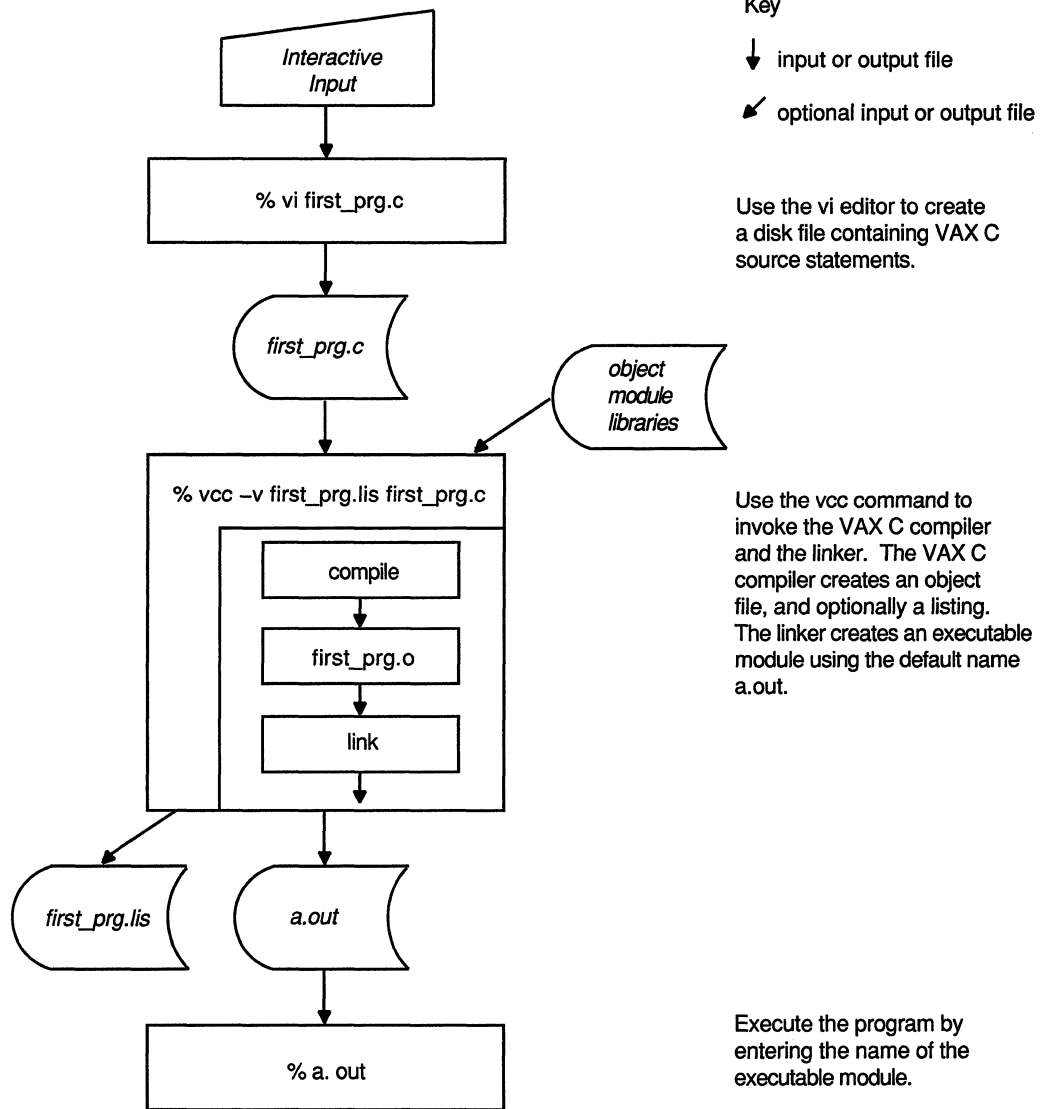 Key
input or output file
optional input or output file
Interactive
Input
% vi first_prg.c
Use the vi editor to create
a disk file containing VAX C
source statements.
first_prg.c
object
module
libraries
% vcc –v first_prg.lis first_prg.c
compile
first_prg.o
link
Use the vcc command to
invoke the VAX C compiler
and the linker. The VAX C
compiler creates an object
file, and optionally a listing.
The linker creates an executable
module using the default name
a.out.
first_prg.lis
a.out
% a. out
Execute the program by
entering the name of the
executable module.